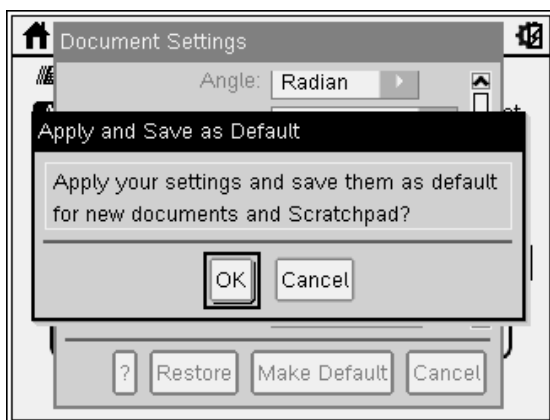 Document Settings
Angle: Radian
Apply and Save as Default
Apply your settings and save them as default
for new documents and Scratchpad?
OK Cancel
? Restore Make Default Cancel